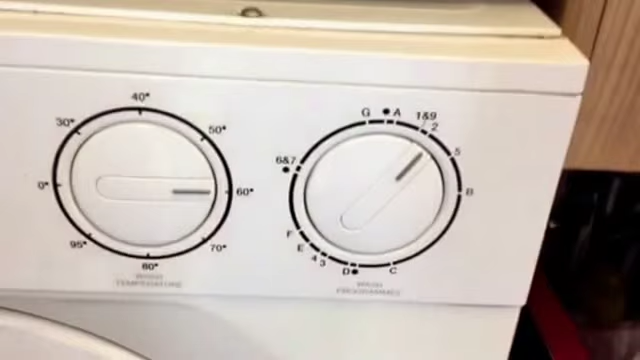 40°
30°
50°
0°
60°
95°
70°
80°
WASH
TEMPERATURE
G
A
1&9
2
5
6&7
B
F
E
4
3
D
C
WASH
PROGRAMMES